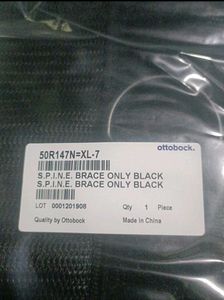 ottobock.
50R147N=XL-7
S.P.I.N.E. BRACE ONLY BLACK
S.P.I.N.E. BRACE ONLY BLACK
LOT 0001201908 Qty 1 Piece
Quality by Ottobock Made in China